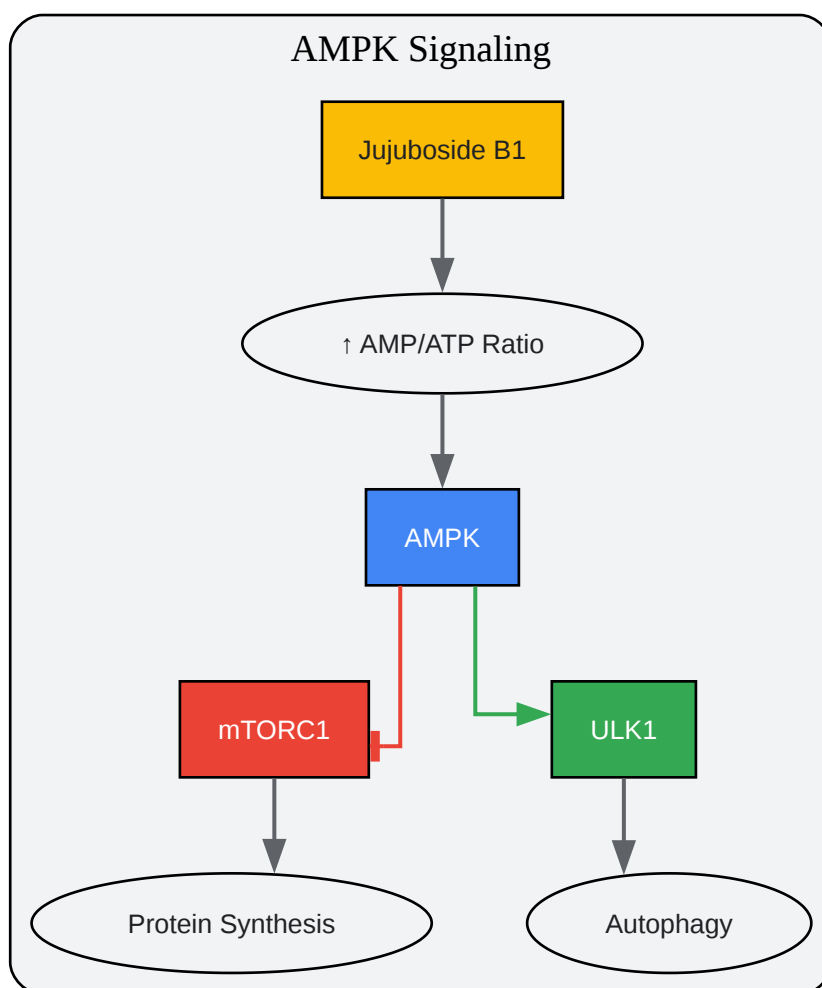 AMPK Signaling
Jujuboside B1
↑ AMP/ATP Ratio
AMPK
mTORC1
ULK1
Protein Synthesis
Autophagy